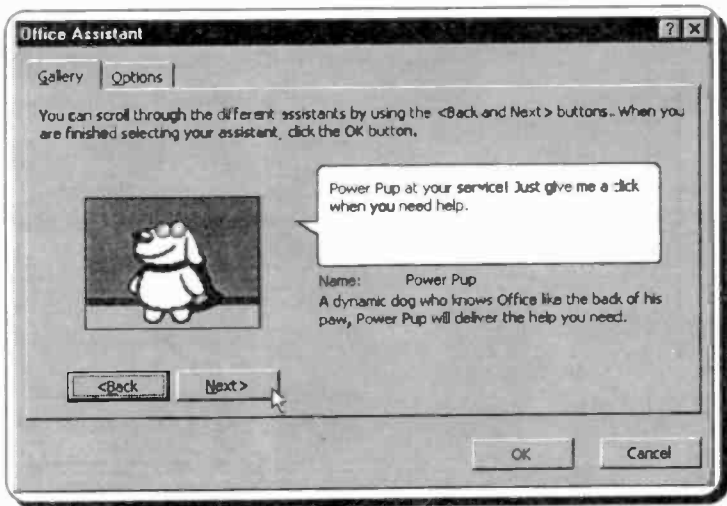 Office Assistant
Gallery
Options
You can scroll through the different assistants by using the <Back and Next> buttons. When you
are finished selecting your assistant, click the OK button.
Power Pup at your service! Just give me a click
when you need help.
Name: Power Pup
A dynamic dog who knows Office like the back of his
paw, Power Pup will deliver the help you need.
<Back
Next>
OK
Cancel